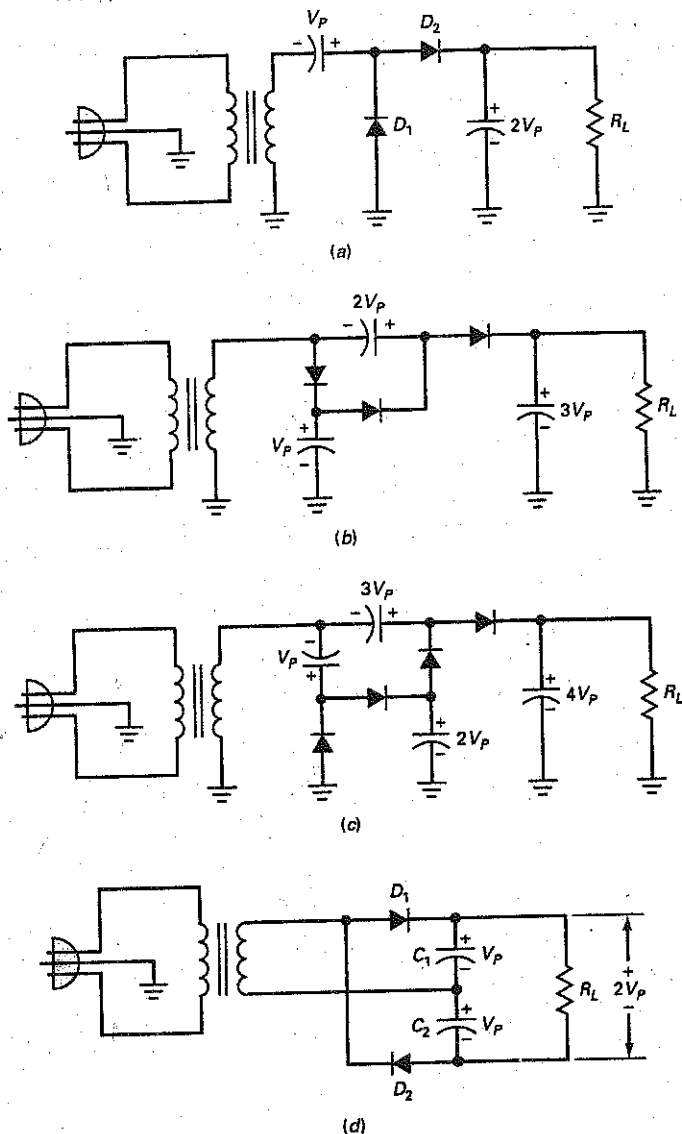 V_P
- +
D_2
D_1
+
-
2V_P
R_L
(a)
2V_P
- +
+
-
V_P
+
-
3V_P
R_L
(b)
3V_P
- +
-
V_P
+
+
-
2V_P
+
-
4V_P
R_L
(c)
D_1
+
C_1 V_P
-
+
C_2 V_P
-
R_L
+
2V_P
-
D_2
(d)